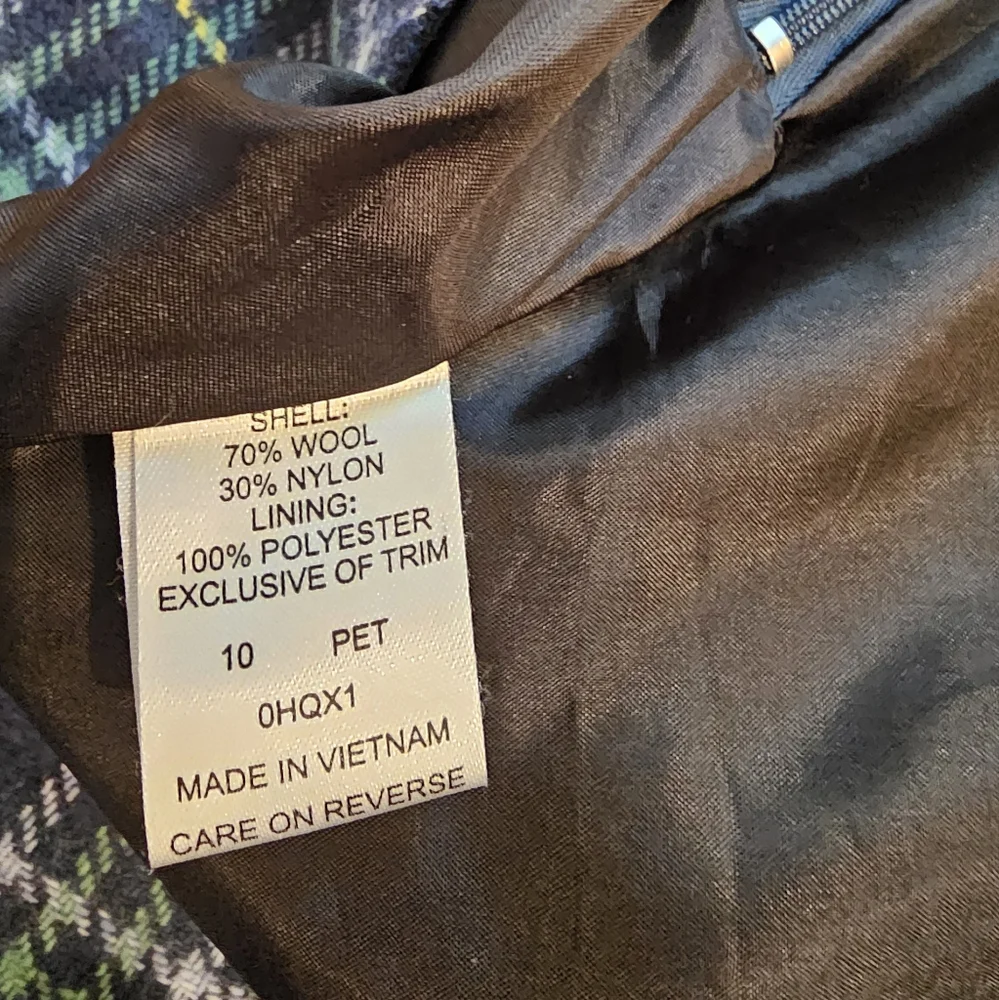 SHELL:
70% WOOL
30% NYLON
LINING:
100% POLYESTER
EXCLUSIVE OF TRIM
10 PET
0HQX1
MADE IN VIETNAM
CARE ON REVERSE